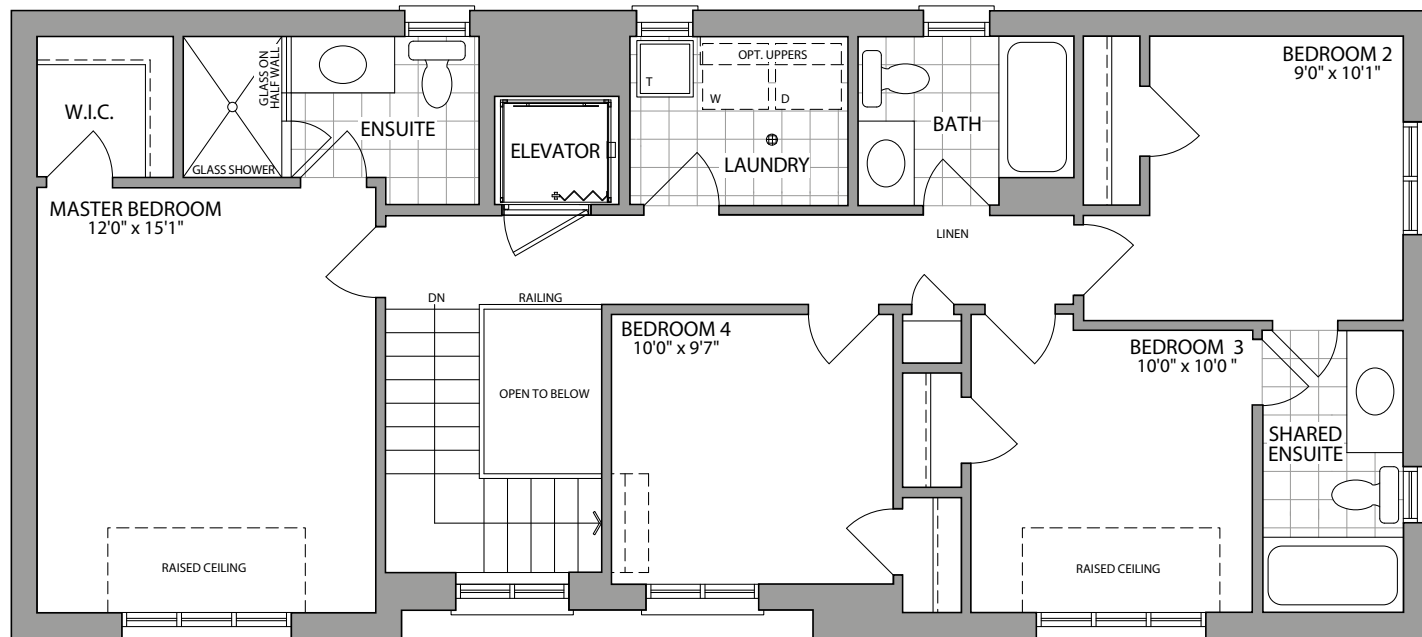 W.I.C.
GLASS ON
HALF WALL
GLASS SHOWER
ENSUITE
ELEVATOR
OPT. UPPERS
T
W
D
LAUNDRY
BATH
BEDROOM 2
9'0" x 10'1"
MASTER BEDROOM
12'0" x 15'1"
LINEN
DN
RAILING
OPEN TO BELOW
BEDROOM 4
10'0" x 9'7"
BEDROOM 3
10'0" x 10'0 "
SHARED
ENSUITE
RAISED CEILING
RAISED CEILING